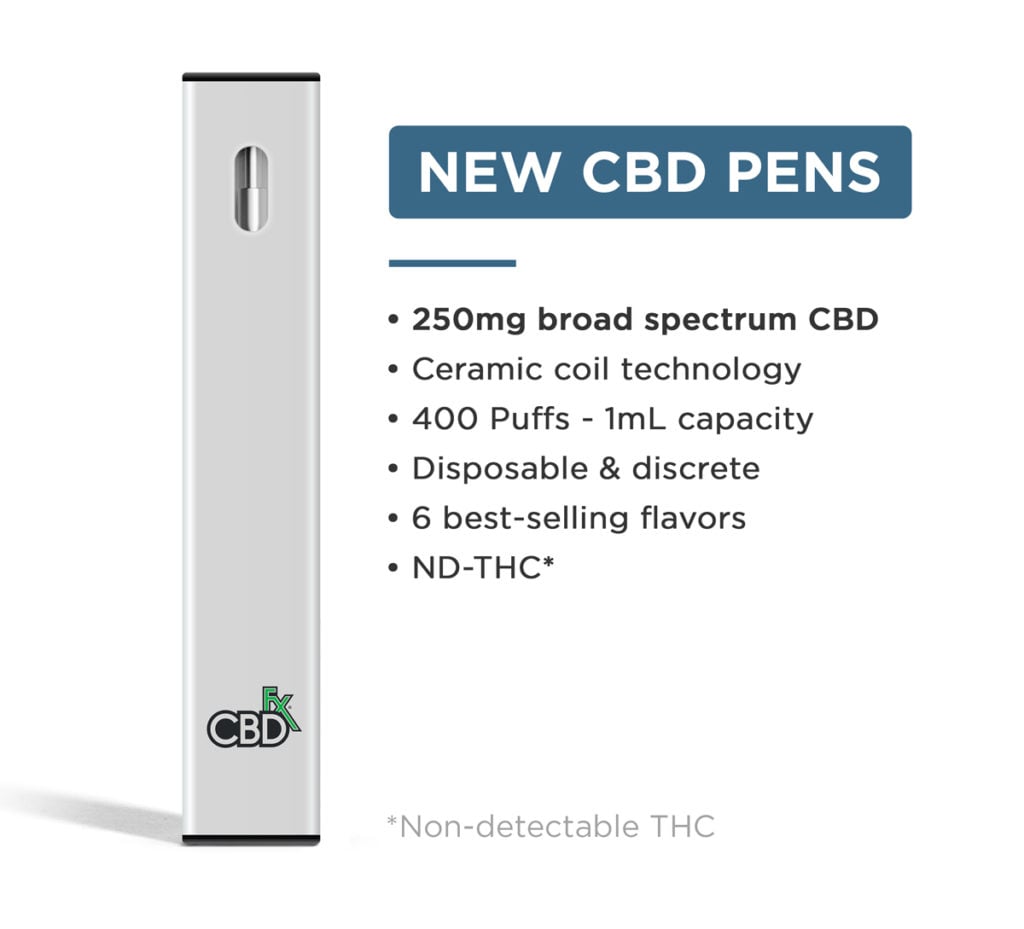 NEW CBD PENS
• 250mg broad spectrum CBD
• Ceramic coil technology
• 400 Puffs - 1mL capacity
• Disposable & discrete
• 6 best-selling flavors
• ND-THC*
CBDFx
*Non-detectable THC